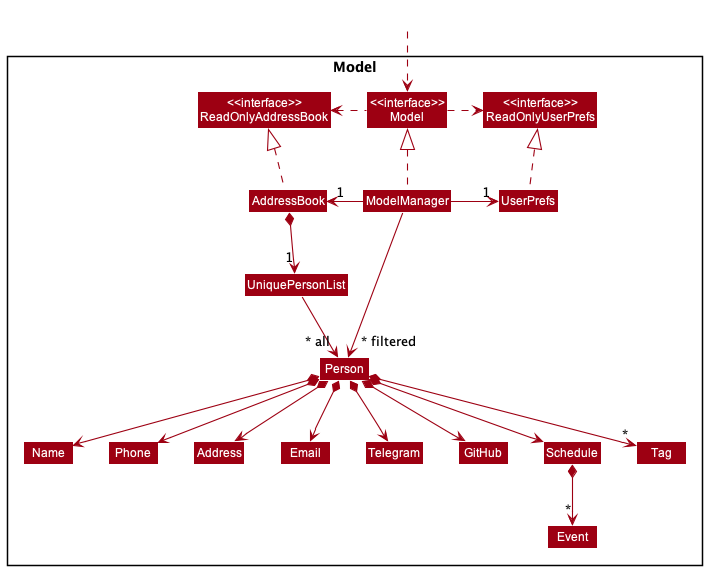 Model
<<interface>>
ReadOnlyAddressBook
<<interface>>
Model
<<interface>>
ReadOnlyUserPrefs
AddressBook
1
ModelManager
1
UserPrefs
1
UniquePersonList
* all
* filtered
Person
*
Name
Phone
Address
Email
Telegram
GitHub
Schedule
Tag
*
Event